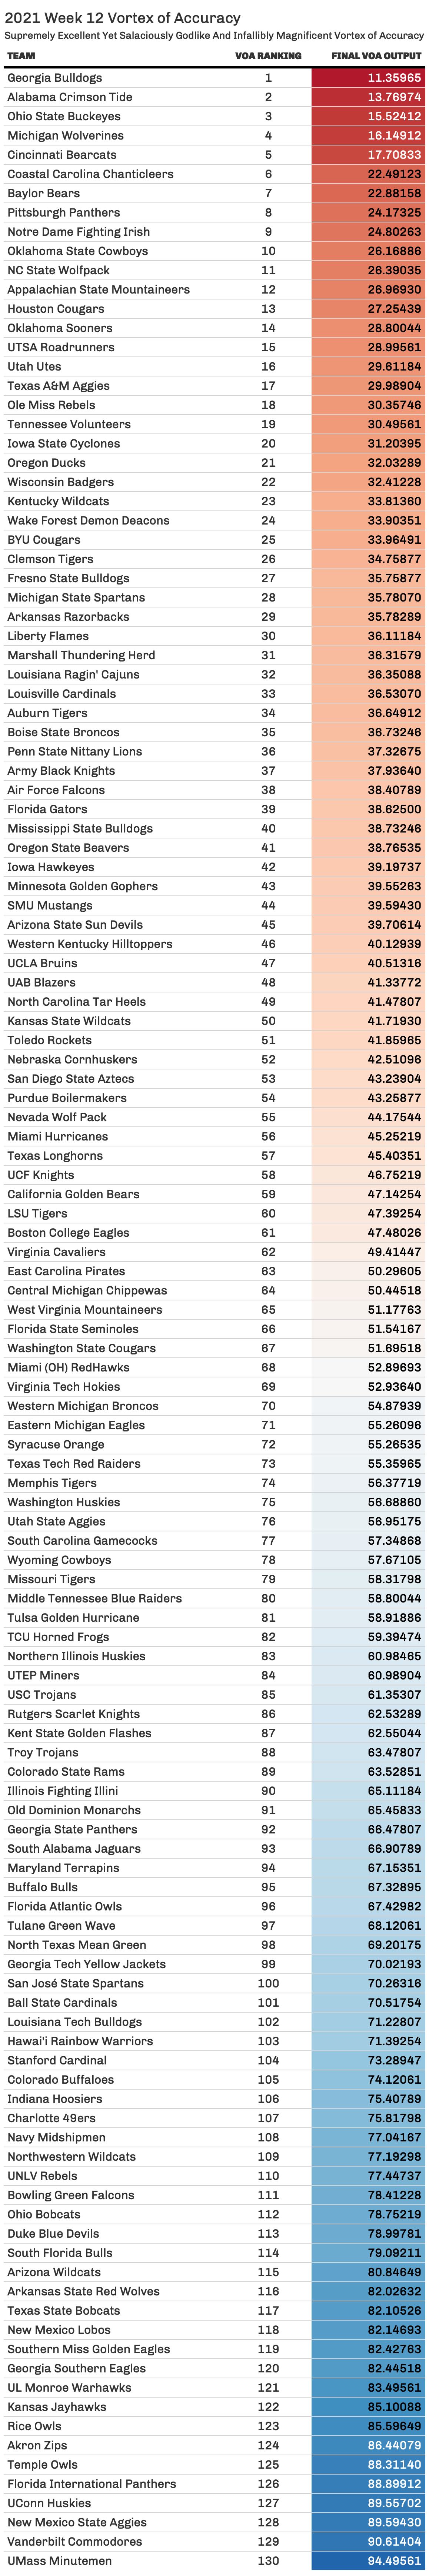 2021 Week 12 Vortex of Accuracy
Supremely Excellent Yet Salaciously Godlike And Infallibly Magnificent Vortex of Accuracy
TEAM VOA RANKING FINAL VOA OUTPUT
Georgia Bulldogs 1 11.35965
Alabama Crimson Tide 2 13.76974
Ohio State Buckeyes 3 15.52412
Michigan Wolverines 4 16.14912
Cincinnati Bearcats 5 17.70833
Coastal Carolina Chanticleers 6 22.49123
Baylor Bears 7 22.88158
Pittsburgh Panthers 8 24.17325
Notre Dame Fighting Irish 9 24.80263
Oklahoma State Cowboys 10 26.16886
NC State Wolfpack 11 26.39035
Appalachian State Mountaineers 12 26.96930
Houston Cougars 13 27.25439
Oklahoma Sooners 14 28.80044
UTSA Roadrunners 15 28.99561
Utah Utes 16 29.61184
Texas A&M Aggies 17 29.98904
Ole Miss Rebels 18 30.35746
Tennessee Volunteers 19 30.49561
Iowa State Cyclones 20 31.20395
Oregon Ducks 21 32.03289
Wisconsin Badgers 22 32.41228
Kentucky Wildcats 23 33.81360
Wake Forest Demon Deacons 24 33.90351
BYU Cougars 25 33.96491
Clemson Tigers 26 34.75877
Fresno State Bulldogs 27 35.75877
Michigan State Spartans 28 35.78070
Arkansas Razorbacks 29 35.78289
Liberty Flames 30 36.11184
Marshall Thundering Herd 31 36.31579
Louisiana Ragin' Cajuns 32 36.35088
Louisville Cardinals 33 36.53070
Auburn Tigers 34 36.64912
Boise State Broncos 35 36.73246
Penn State Nittany Lions 36 37.32675
Army Black Knights 37 37.93640
Air Force Falcons 38 38.40789
Florida Gators 39 38.62500
Mississippi State Bulldogs 40 38.73246
Oregon State Beavers 41 38.76535
Iowa Hawkeyes 42 39.19737
Minnesota Golden Gophers 43 39.55263
SMU Mustangs 44 39.59430
Arizona State Sun Devils 45 39.70614
Western Kentucky Hilltoppers 46 40.12939
UCLA Bruins 47 40.51316
UAB Blazers 48 41.33772
North Carolina Tar Heels 49 41.47807
Kansas State Wildcats 50 41.71930
Toledo Rockets 51 41.85965
Nebraska Cornhuskers 52 42.51096
San Diego State Aztecs 53 43.23904
Purdue Boilermakers 54 43.25877
Nevada Wolf Pack 55 44.17544
Miami Hurricanes 56 45.25219
Texas Longhorns 57 45.40351
UCF Knights 58 46.75219
California Golden Bears 59 47.14254
LSU Tigers 60 47.39254
Boston College Eagles 61 47.48026
Virginia Cavaliers 62 49.41447
East Carolina Pirates 63 50.29605
Central Michigan Chippewas 64 50.44518
West Virginia Mountaineers 65 51.17763
Florida State Seminoles 66 51.54167
Washington State Cougars 67 51.69518
Miami (OH) RedHawks 68 52.89693
Virginia Tech Hokies 69 52.93640
Western Michigan Broncos 70 54.87939
Eastern Michigan Eagles 71 55.26096
Syracuse Orange 72 55.26535
Texas Tech Red Raiders 73 55.35965
Memphis Tigers 74 56.37719
Washington Huskies 75 56.68860
Utah State Aggies 76 56.95175
South Carolina Gamecocks 77 57.34868
Wyoming Cowboys 78 57.67105
Missouri Tigers 79 58.31798
Middle Tennessee Blue Raiders 80 58.80044
Tulsa Golden Hurricane 81 58.91886
TCU Horned Frogs 82 59.39474
Northern Illinois Huskies 83 60.98465
UTEP Miners 84 60.98904
USC Trojans 85 61.35307
Rutgers Scarlet Knights 86 62.53289
Kent State Golden Flashes 87 62.55044
Troy Trojans 88 63.47807
Colorado State Rams 89 63.52851
Illinois Fighting Illini 90 65.11184
Old Dominion Monarchs 91 65.45833
Georgia State Panthers 92 66.47807
South Alabama Jaguars 93 66.90789
Maryland Terrapins 94 67.15351
Buffalo Bulls 95 67.32895
Florida Atlantic Owls 96 67.42982
Tulane Green Wave 97 68.12061
North Texas Mean Green 98 69.20175
Georgia Tech Yellow Jackets 99 70.02193
San José State Spartans 100 70.26316
Ball State Cardinals 101 70.51754
Louisiana Tech Bulldogs 102 71.22807
Hawai'i Rainbow Warriors 103 71.39254
Stanford Cardinal 104 73.28947
Colorado Buffaloes 105 74.12061
Indiana Hoosiers 106 75.40789
Charlotte 49ers 107 75.81798
Navy Midshipmen 108 77.04167
Northwestern Wildcats 109 77.19298
UNLV Rebels 110 77.44737
Bowling Green Falcons 111 78.41228
Ohio Bobcats 112 78.75219
Duke Blue Devils 113 78.99781
South Florida Bulls 114 79.09211
Arizona Wildcats 115 80.84649
Arkansas State Red Wolves 116 82.02632
Texas State Bobcats 117 82.10526
New Mexico Lobos 118 82.14693
Southern Miss Golden Eagles 119 82.42763
Georgia Southern Eagles 120 82.44518
UL Monroe Warhawks 121 83.49561
Kansas Jayhawks 122 85.10088
Rice Owls 123 85.59649
Akron Zips 124 86.44079
Temple Owls 125 88.31140
Florida International Panthers 126 88.89912
UConn Huskies 127 89.55702
New Mexico State Aggies 128 89.59430
Vanderbilt Commodores 129 90.61404
UMass Minutemen 130 94.49561